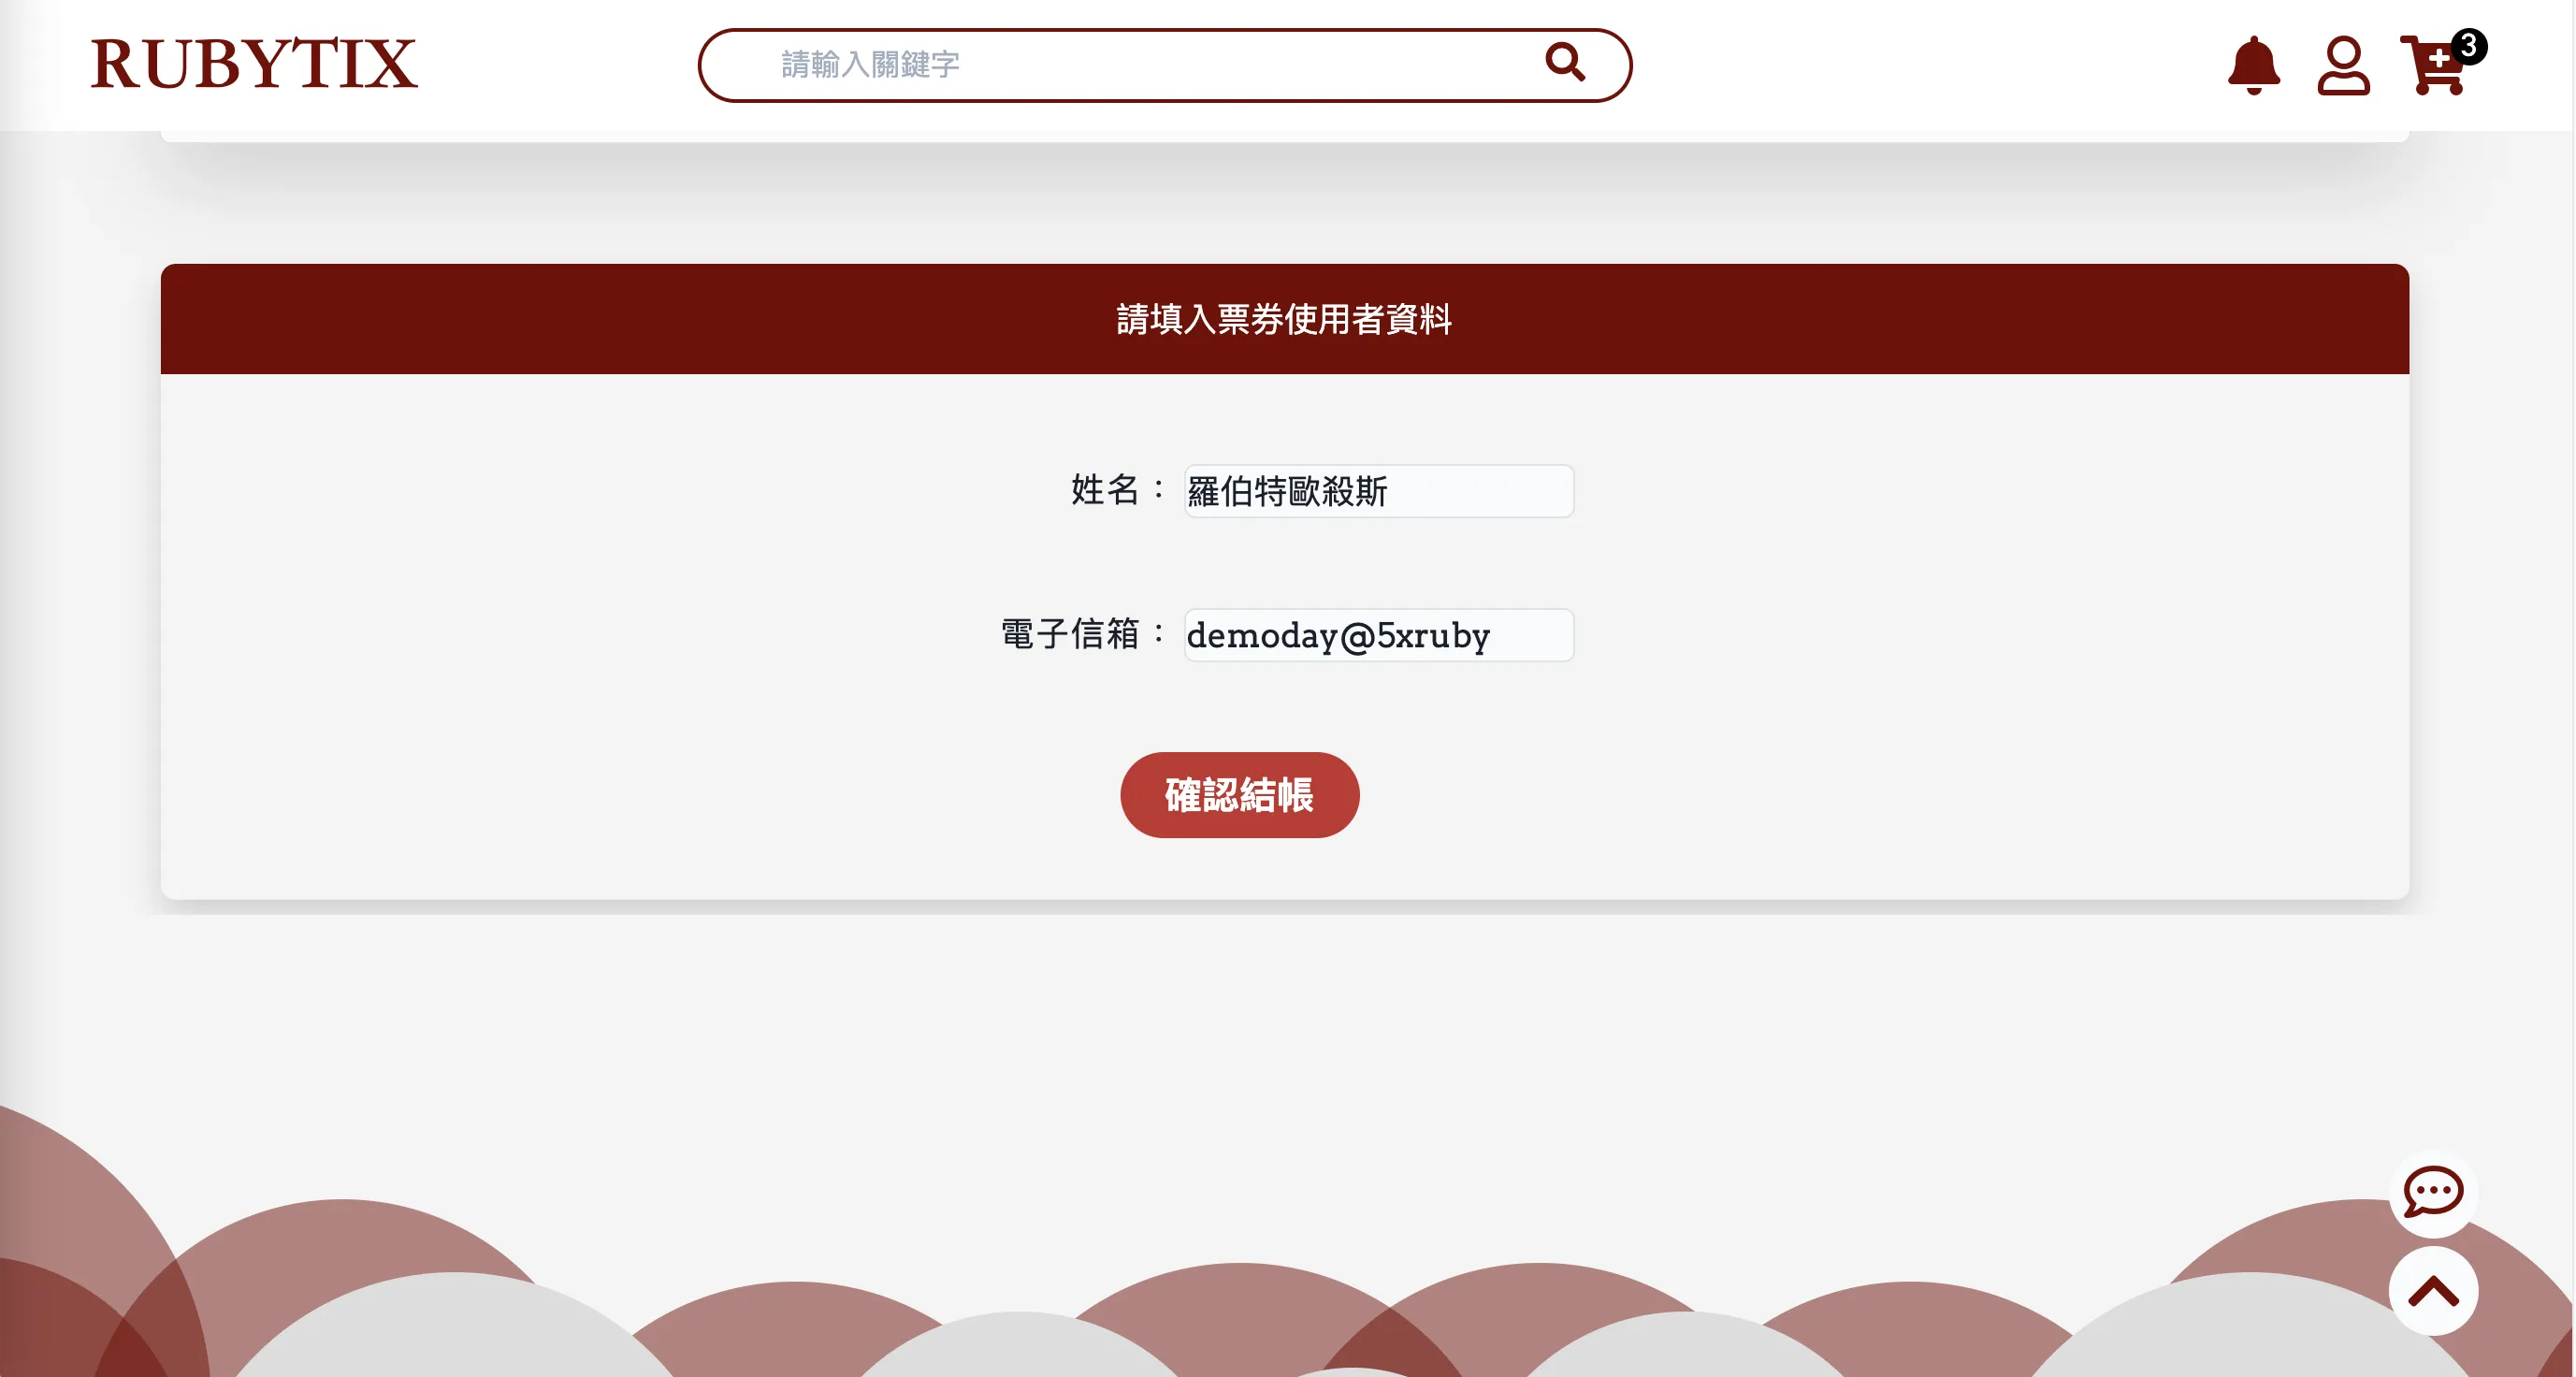 RUBYTIX
請輸入關鍵字
3
請填入票券使用者資料
姓名： 羅伯特歐殺斯
電子信箱： demoday@5xruby
確認結帳